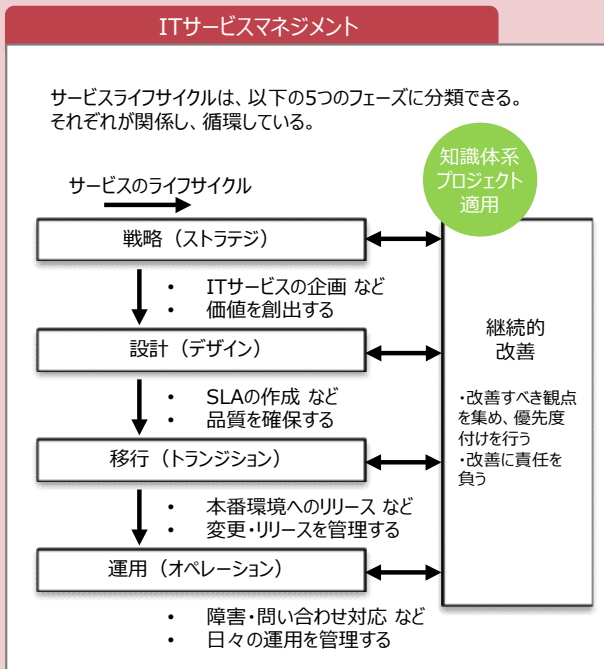 ITサービスマネジメント
サービスライフサイクルは、以下の5つのフェーズに分類できる。
それぞれが関係し、循環している。
知識体系
プロジェクト
適用
サービスのライフサイクル
戦略（ストラテジ）
• ITサービスの企画 など
• 価値を創出する
設計（デザイン）
• SLAの作成 など
• 品質を確保する
移行（トランジション）
• 本番環境へのリリース など
• 変更・リリースを管理する
運用（オペレーション）
• 障害・問い合わせ対応 など
• 日々の運用を管理する
継続的
改善
・改善すべき観点
を集め、優先度
付けを行う
・改善に責任を
負う